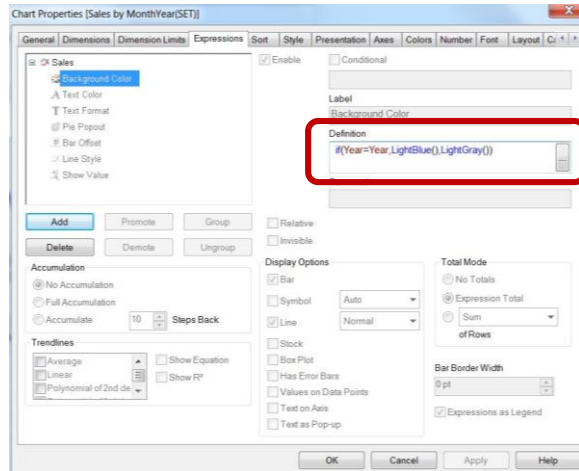 Chart Properties [Sales by MonthYear(SET)]
General Dimensions Dimension Limits Expressions Sort Style Presentation Axes Colors Number Font Layout
Sales
Background Color
Text Color
Text Format
Pie Popout
Bar Offset
Line Style
Show Value
Enable
Conditional
Label
Background Color
Definition
if(Year=Year,LightBlue(),LightGray())
...
Add Promote Group
Delete Demote Ungroup
Relative
Invisible
Accumulation
No Accumulation
Full Accumulation
Accumulate 10 Steps Back
Trendlines
Average
Linear
Polynomial of 2nd de
Show Equation
Show R²
Display Options
Bar
Symbol Auto
Line Normal
Stock
Box Plot
Has Error Bars
Values on Data Points
Text on Axis
Text as Pop-up
Total Mode
No Totals
Expression Total
Sum
of Rows
Bar Border Width
0 pt
Expressions as Legend
OK Cancel Apply Help